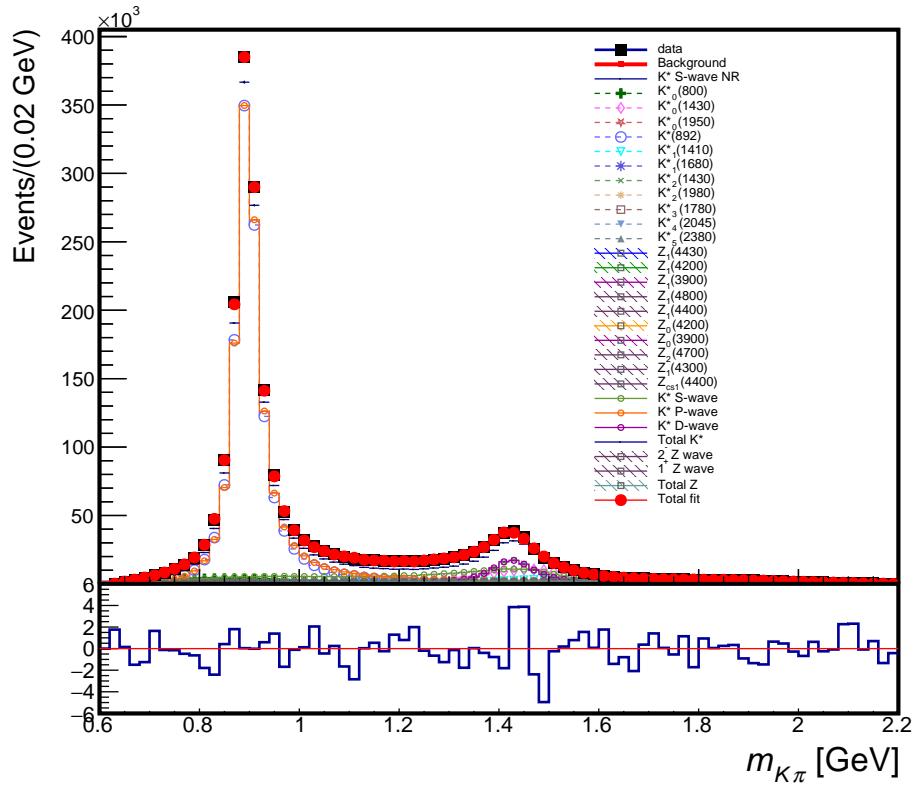 ×10³
Events/(0.02 GeV)
400
350
300
250
200
150
100
50
0
data
Background
K* S-wave NR
K*₀(800)
K*₀(1430)
K*₀(1950)
K*(892)
K*₁(1410)
K*₁(1680)
K*₂(1430)
K*₂(1980)
K*₃(1780)
K*₄(2045)
K*₅(2380)
Z₁(4430)
Z₁(4200)
Z₁(3900)
Z₁(4800)
Z₁(4400)
Z₀(4200)
Z₀(3900)
Z₂(4700)
Z₁(4300)
Z_cs1(4400)
K* S-wave
K* P-wave
K* D-wave
Total K*
2⁻ Z wave
1⁺ Z wave
Total Z
Total fit
6
4
2
0
−2
−4
−6
0.6 0.8 1 1.2 1.4 1.6 1.8 2 2.2
m_Kπ [GeV]